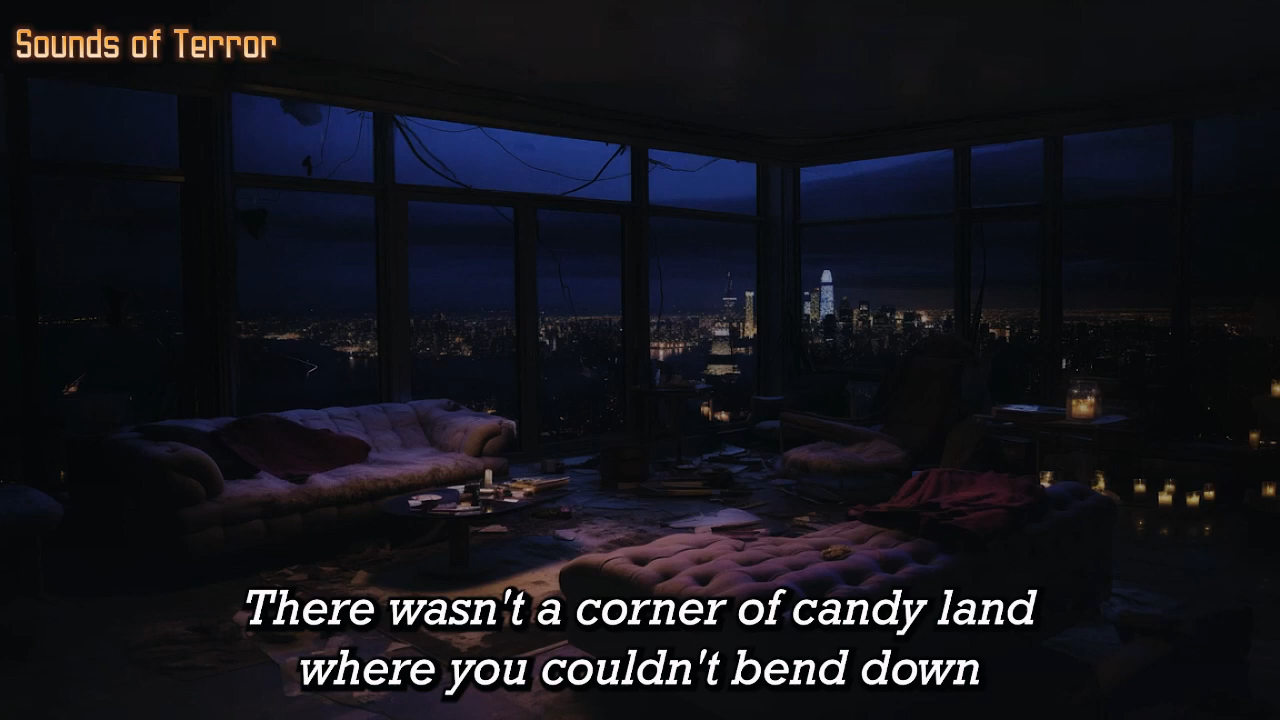 Sounds of Terror
There wasn't a corner of candy land
where you couldn't bend down